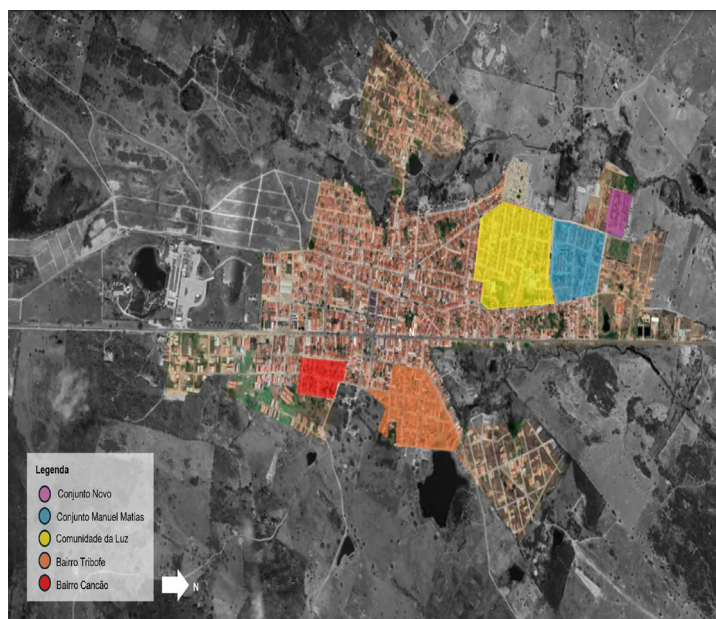 Legenda
Conjunto Novo
Conjunto Manuel Matias
Comunidade da Luz
Bairro Tribofe
Bairro Cancão
N